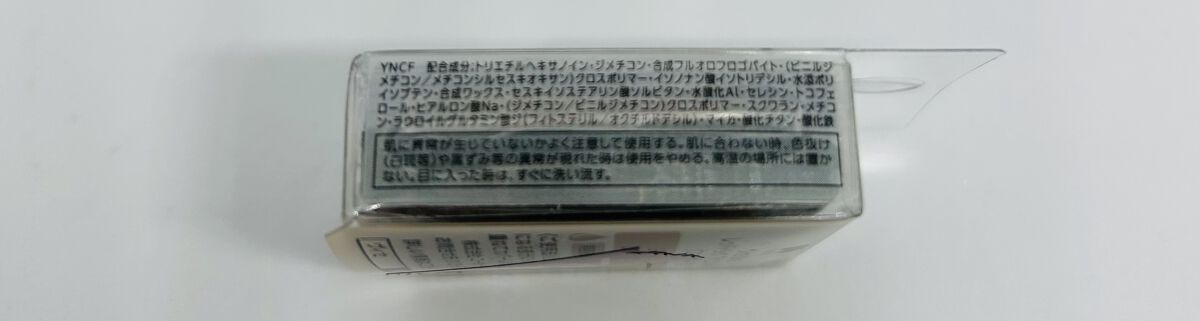 YNCF 配合成分:トリエチルヘキサノイン・ジメチコン・合成フルオロフロゴパイト・(ビニルジ
メチコン/メチコンシルセスキオキサン)クロスポリマー・イソノナン酸イソトリデシル・水添ポリ
イソブテン・合成ワックス・セスキイソステアリン酸ソルビタン・水酸化Al・セレシン・トコフェ
ロール・ヒアルロン酸Na・(ジメチコン/ビニルジメチコン)クロスポリマー・スクワラン・メチコ
ン・ラウロイルグルタミン酸ジ(フィトステリル/オクチルドデシル)・マイカ・酸化チタン・酸化鉄
肌に異常が生じていないかよく注意して使用する。肌に合わない時、色抜け
(白斑等)や黒ずみ等の異常が現れた時は使用をやめる。高温の場所には置か
ない。目に入った時は、すぐに洗い流す。